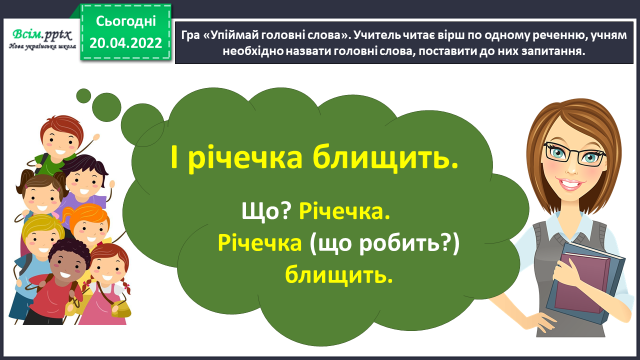 Всім.pptx
Нова українська школа
Сьогодні
20.04.2022
Гра «Упіймай головні слова». Учитель читає вірш по одному реченню, учням
необхідно назвати головні слова, поставити до них запитання.
І річечка блищить.
Що? Річечка.
Річечка (що робить?)
блищить.